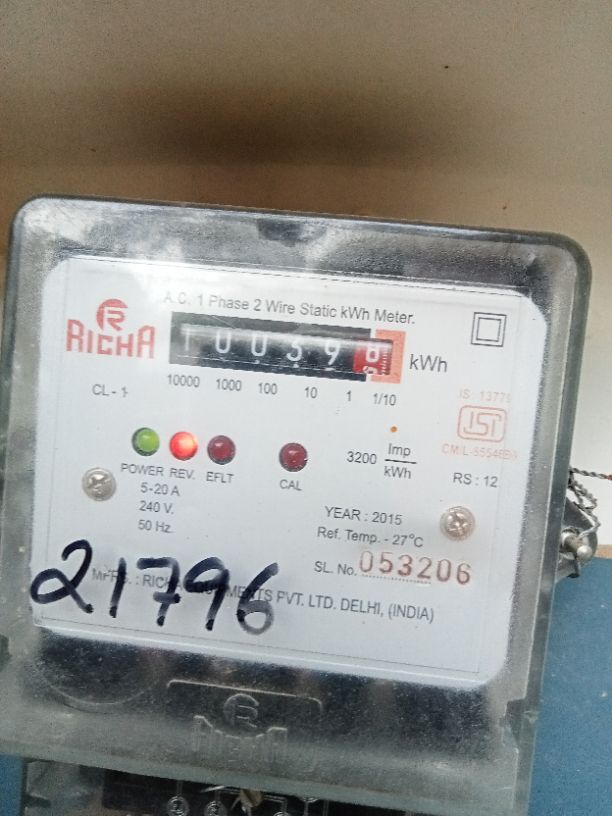 A.C. 1 Phase 2 Wire Static kWh Meter.
RICHA
100398 kWh
10000 1000 100 10 1 1/10
CL - 1
IS : 13779
ISI
POWER REV. EFLT CAL
3200 Imp/kWh
RS : 12
5-20 A
240 V.
50 Hz.
YEAR : 2015
Ref. Temp. - 27°C
SL. No. 053206
21796
PVT. LTD. DELHI, (INDIA)
R
RICHA